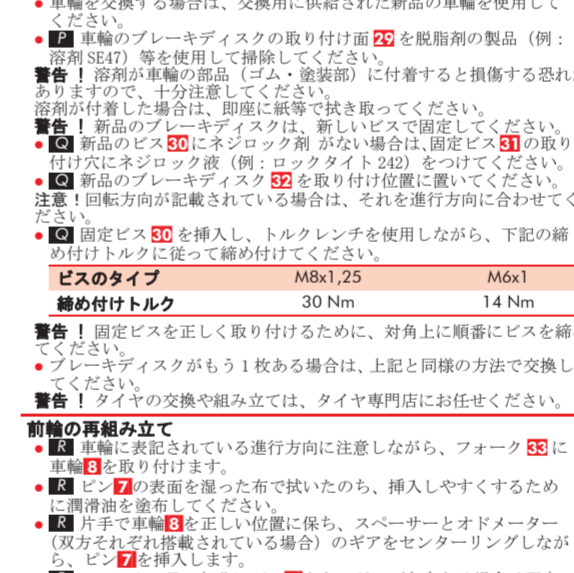 ● 車輪を交換する場合は、交換用に供給された新品の車輪を使用して
ください。
● P 車輪のブレーキディスクの取り付け面 29 を脱脂剤の製品（例：
溶剤 SE47）等を使用して掃除してください。
警告！ 溶剤が車輪の部品（ゴム・塗装部）に付着すると損傷する恐れ
ありますので、十分注意してください。
溶剤が付着した場合は、即座に紙等で拭き取ってください。
警告！ 新品のブレーキディスクは、新しいビスで固定してください。
● Q 新品のビス 30 にネジロック剤 がない場合は、固定ビス 31 の取り
付け穴にネジロック液（例：ロックタイト 242）をつけてください。
● Q 新品のブレーキディスク 32 を取り付け位置に置いてください。
注意！回転方向が記載されている場合は、それを進行方向に合わせてく
ださい。
● Q 固定ビス 30 を挿入し、トルクレンチを使用しながら、下記の締
め付けトルクに従って締め付けてください。
ビスのタイプ M8x1,25 M6x1
締め付けトルク 30 Nm 14 Nm
警告！ 固定ビスを正しく取り付けるために、対角上に順番にビスを締
てください。
● ブレーキディスクがもう 1 枚ある場合は、上記と同様の方法で交換し
てください。
警告！ タイヤの交換や組み立ては、タイヤ専門店にお任せください。
前輪の再組み立て
● R 車輪に表記されている進行方向に注意しながら、フォーク 33 に
車輪 8 を取り付けます。
● R ピン 7 の表面を湿った布で拭いたのち、挿入しやすくするため
に潤滑油を塗布してください。
● R 片手で車輪 8 を正しい位置に保ち、スペーサーとオドメーター
（双方それぞれ搭載されている場合）のギアをセンターリングしなが
ら、ピン 7 を挿入します。